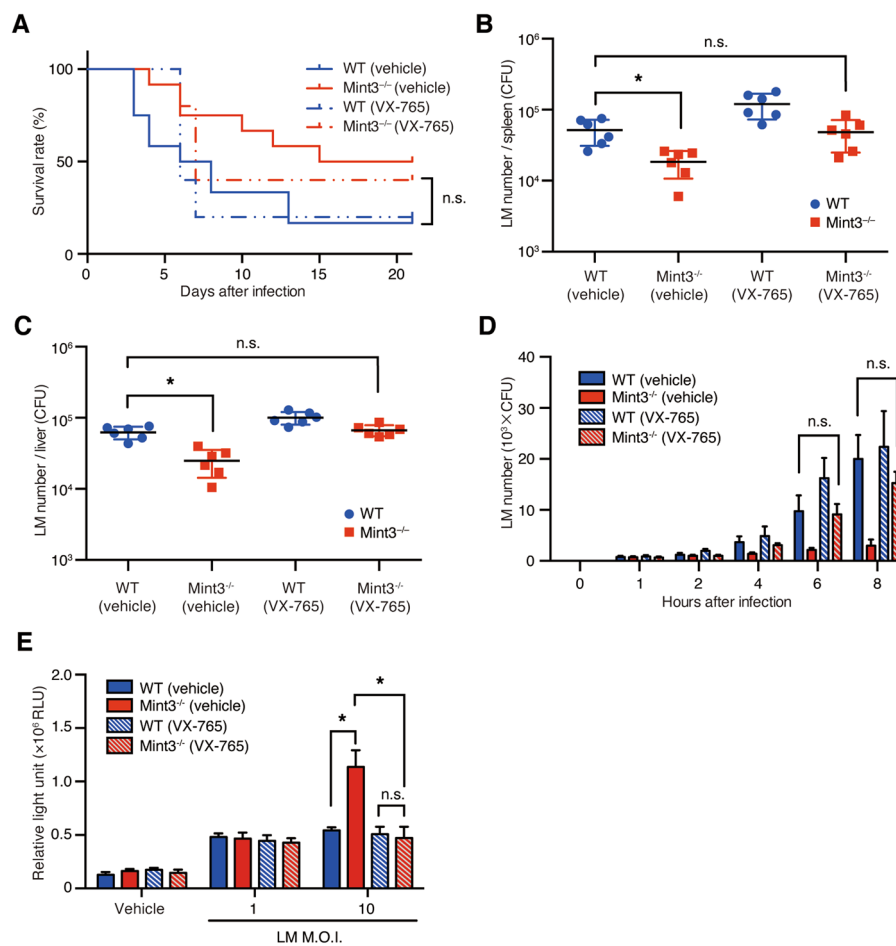 A
Survival rate (%)
100
50
0
0 5 10 15 20
Days after infection
WT (vehicle)
Mint3⁻/⁻ (vehicle)
WT (VX-765)
Mint3⁻/⁻ (VX-765)
n.s.
B
LM number / spleen (CFU)
10⁶
10⁵
10⁴
10³
n.s.
*
WT
Mint3⁻/⁻
WT Mint3⁻/⁻ WT Mint3⁻/⁻
(vehicle) (vehicle) (VX-765) (VX-765)
C
LM number / liver (CFU)
10⁶
10⁵
10⁴
10³
n.s.
*
WT
Mint3⁻/⁻
WT Mint3⁻/⁻ WT Mint3⁻/⁻
(vehicle) (vehicle) (VX-765) (VX-765)
D
LM number (10³ × CFU)
40
30
20
10
0
WT (vehicle)
Mint3⁻/⁻ (vehicle)
WT (VX-765)
Mint3⁻/⁻ (VX-765)
n.s.
n.s.
0 1 2 4 6 8
Hours after infection
E
Relative light unit (×10⁶ RLU)
2.0
1.5
1.0
0.5
0
WT (vehicle)
Mint3⁻/⁻ (vehicle)
WT (VX-765)
Mint3⁻/⁻ (VX-765)
*
*
n.s.
Vehicle 1 10
LM M.O.I.